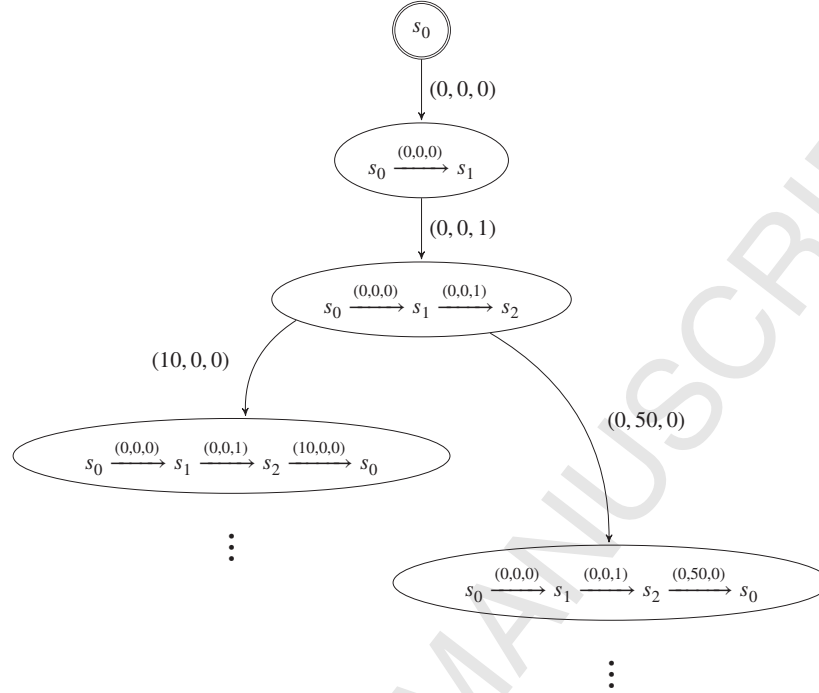 s₀
(0, 0, 0)
(0,0,0)
s₀ ⟶ s₁
(0, 0, 1)
(0,0,0) (0,0,1)
s₀ ⟶ s₁ ⟶ s₂
(10, 0, 0)
(0, 50, 0)
(0,0,0) (0,0,1) (10,0,0)
s₀ ⟶ s₁ ⟶ s₂ ⟶ s₀
⋮
(0,0,0) (0,0,1) (0,50,0)
s₀ ⟶ s₁ ⟶ s₂ ⟶ s₀
⋮
MANUSCRI